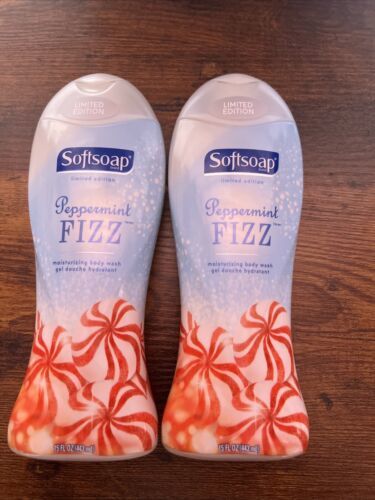 LIMITED
EDITION
Softsoap
limited edition
Peppermint
FIZZ
moisturizing body wash
gel douche hydratant
15 FL OZ (443 mL)
LIMITED
EDITION
Softsoap
limited edition
Peppermint
FIZZ
moisturizing body wash
gel douche hydratant
15 FL OZ (443 mL)